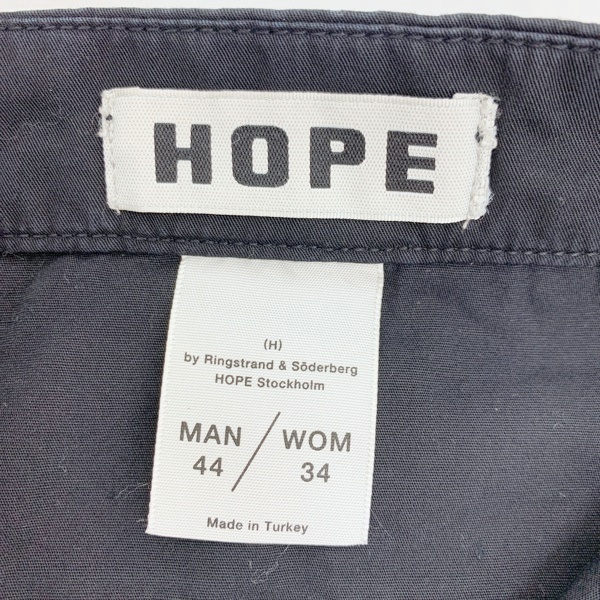 HOPE
(H)
by Ringstrand & Söderberg
HOPE Stockholm
MAN / WOM
44 34
Made in Turkey